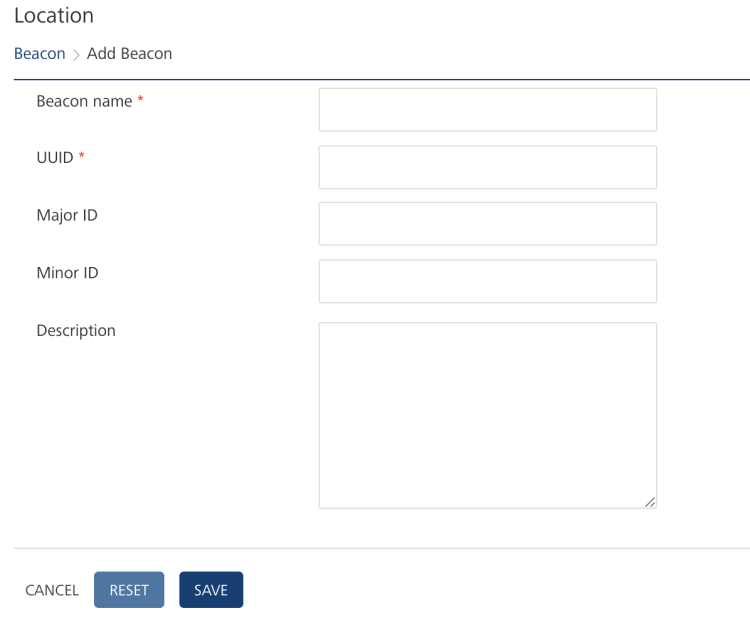 Location
Beacon > Add Beacon
Beacon name *
UUID *
Major ID
Minor ID
Description
CANCEL RESET SAVE